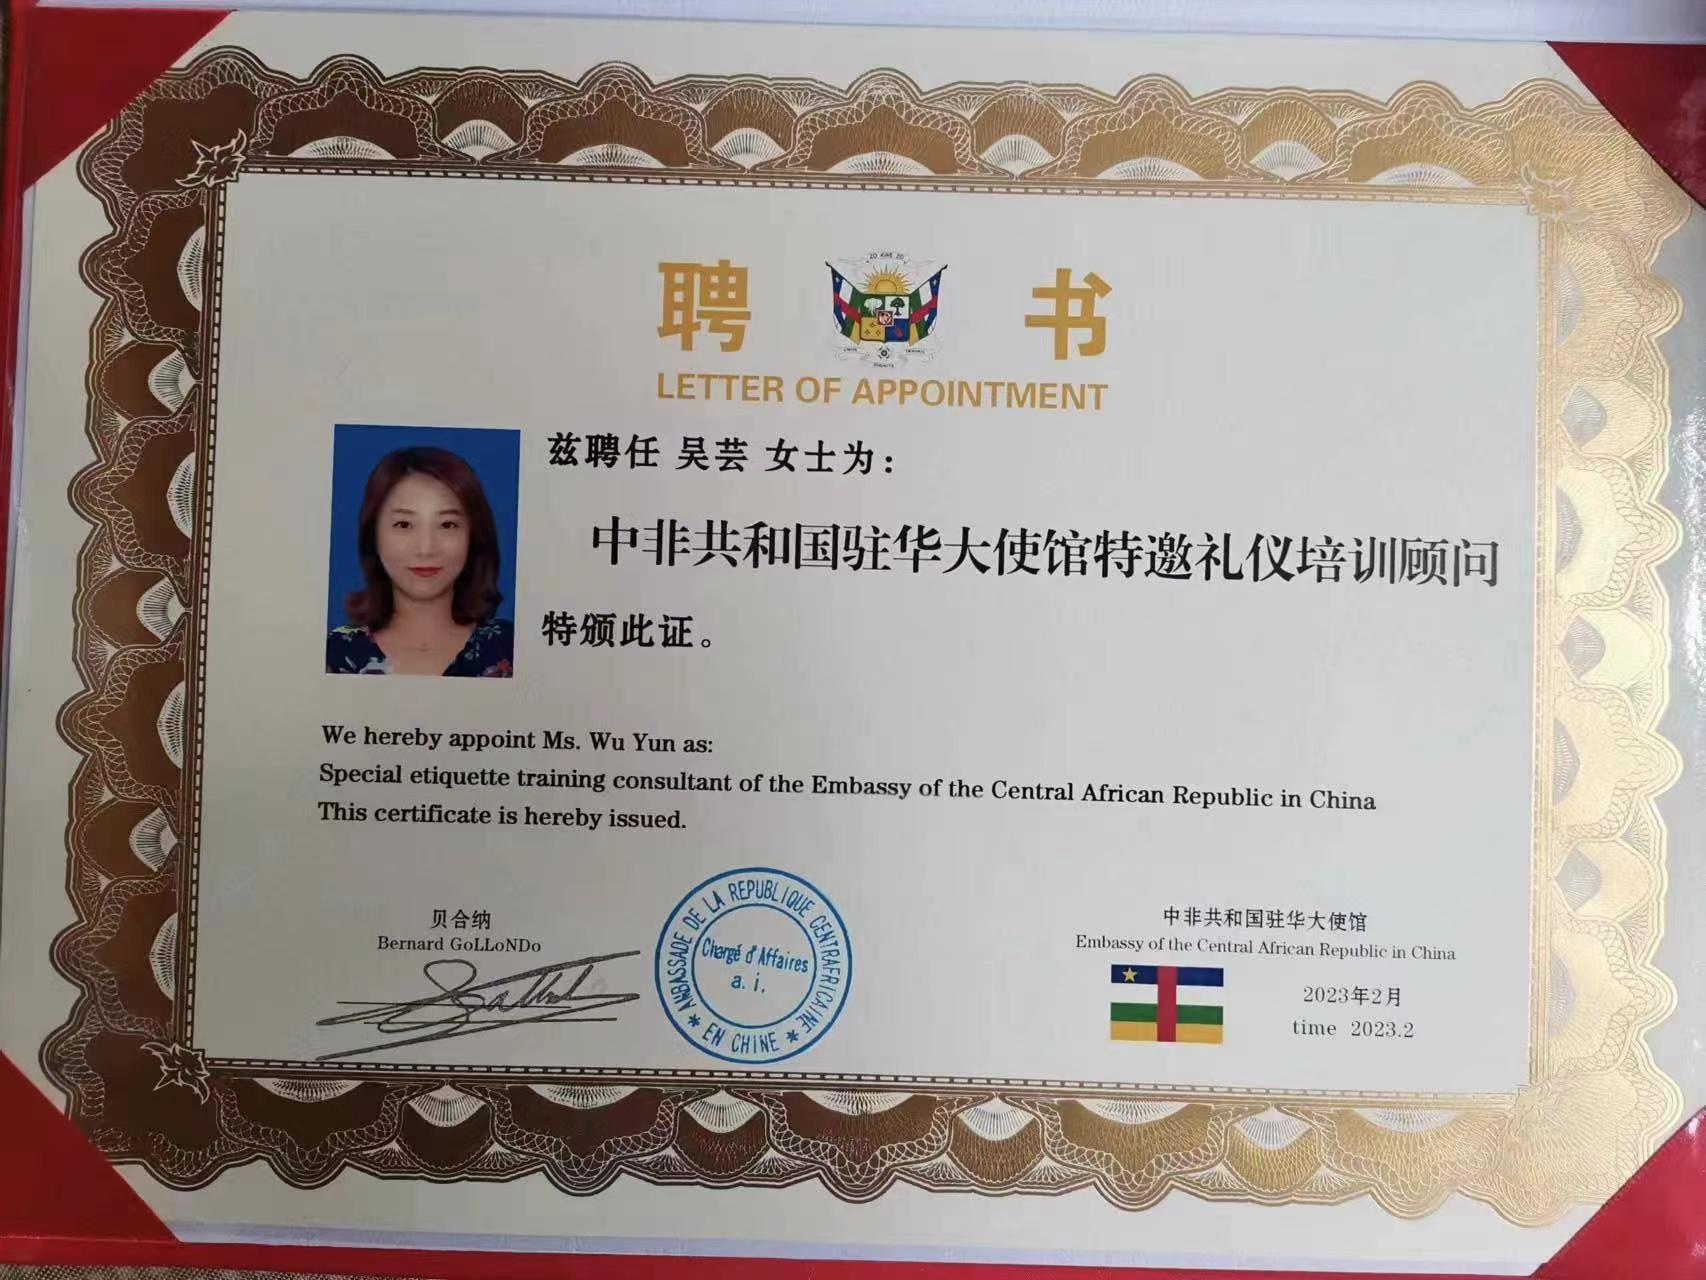 聘 书
ZO KWE ZO
LETTER OF APPOINTMENT
兹聘任 吴芸 女士为：
中非共和国驻华大使馆特邀礼仪培训顾问
特颁此证。
We hereby appoint Ms. Wu Yun as:
Special etiquette training consultant of the Embassy of the Central African Republic in China
This certificate is hereby issued.
贝合纳
Bernard GoLLoNDo
AMBASSADE DE LA REPUBLIQUE CENTRAFRICAINE
Chargé d'Affaires
a. i.
* EN CHINE *
中非共和国驻华大使馆
Embassy of the Central African Republic in China
2023年2月
time 2023.2